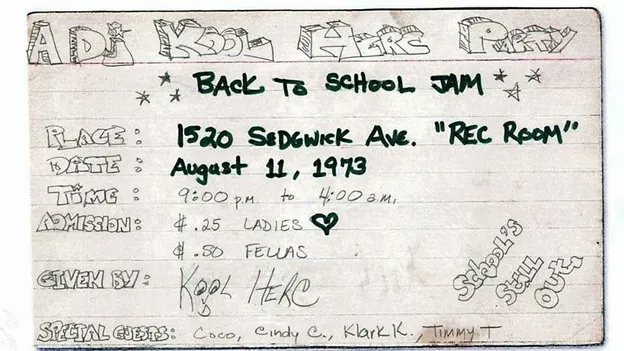 A DJ KOOL HERC PARTY
BACK TO SCHOOL JAM
PLACE: 1520 SEDGWICK AVE. "REC ROOM"
DATE: August 11, 1973
TIME: 9:00 p.m. to 4:00 a.m.
ADMISSION: $.25 LADIES
$.50 FELLAS
GIVEN BY: KOOL HERC
School's
Still
Out
SPECIAL GUESTS: Coco, Cindy C., Klark K., Timmy T